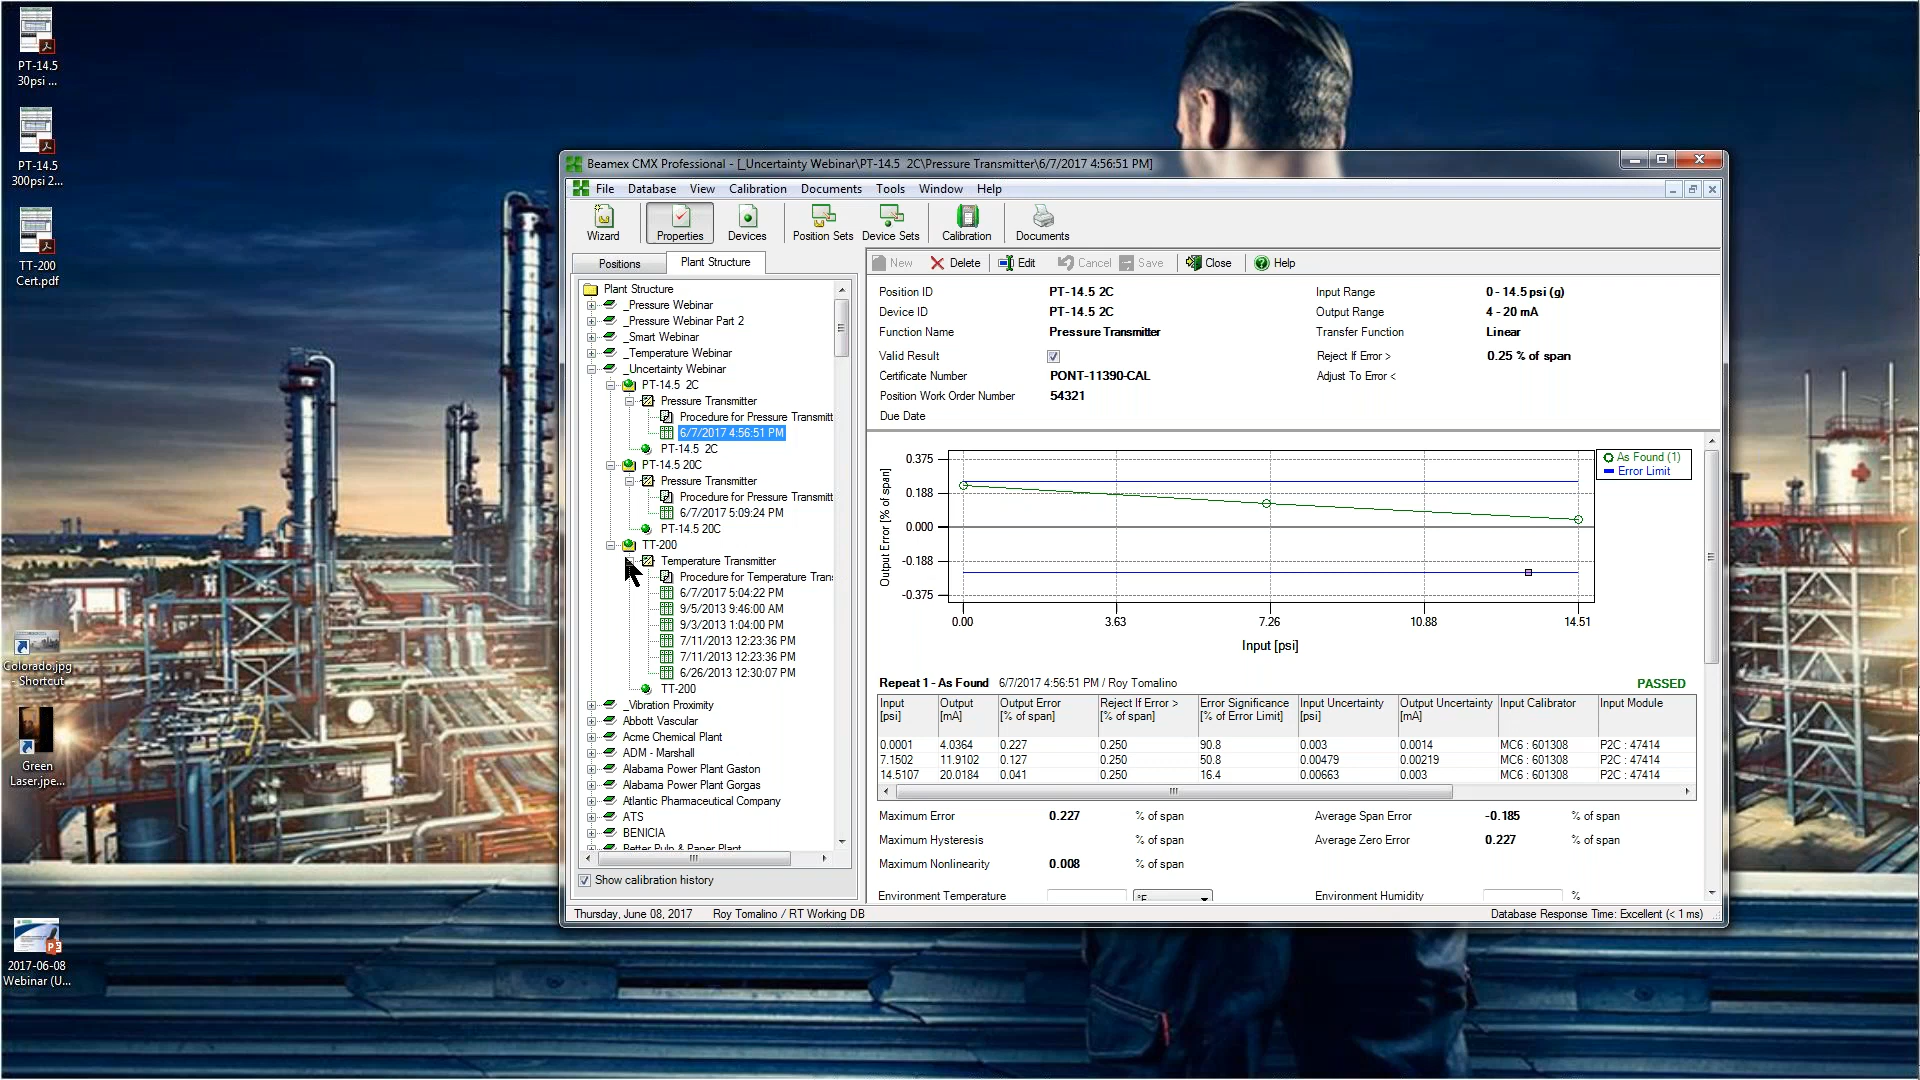 PT-14.5
30psi ...
PT-14.5
300psi 2...
TT-200
Cert.pdf
Colorado.jpg
- Shortcut
Green
Laser.jpe...
2017-06-08
Webinar (U...
Beamex CMX Professional - [_Uncertainty Webinar\PT-14.5  2C\Pressure Transmitter\6/7/2017 4:56:51 PM]
File Database View Calibration Documents Tools Window Help
Wizard Properties Devices Position Sets Device Sets Calibration Documents
Positions Plant Structure
New Delete Edit Cancel Save Close Help
Plant Structure
_Pressure Webinar
_Pressure Webinar Part 2
_Smart Webinar
_Temperature Webinar
_Uncertainty Webinar
PT-14.5  2C
Pressure Transmitter
Procedure for Pressure Transmitt
6/7/2017 4:56:51 PM
PT-14.5  2C
PT-14.5 20C
Pressure Transmitter
Procedure for Pressure Transmitt
6/7/2017 5:09:24 PM
PT-14.5 20C
TT-200
Temperature Transmitter
Procedure for Temperature Tran
6/7/2017 5:04:22 PM
9/5/2013 9:46:00 AM
9/3/2013 1:04:00 PM
7/11/2013 12:23:36 PM
7/11/2013 12:23:36 PM
6/26/2013 12:30:07 PM
TT-200
_Vibration Proximity
Abbott Vascular
Acme Chemical Plant
ADM - Marshall
Alabama Power Plant Gaston
Alabama Power Plant Gorgas
Atlantic Pharmaceutical Company
ATS
BENICIA
Better Pulp & Paper Plant
Show calibration history
Position ID PT-14.5 2C Input Range 0 - 14.5 psi (g)
Device ID PT-14.5 2C Output Range 4 - 20 mA
Function Name Pressure Transmitter Transfer Function Linear
Valid Result Reject If Error > 0.25 % of span
Certificate Number PONT-11390-CAL Adjust To Error <
Position Work Order Number 54321
Due Date
Output Error [% of span]
0.375
0.188
0.000
-0.188
-0.375
0.00 3.63 7.26 10.88 14.51
Input [psi]
As Found (1)
Error Limit
Repeat 1 - As Found 6/7/2017 4:56:51 PM / Roy Tomalino PASSED
Input Output Output Error Reject If Error > Error Significance Input Uncertainty Output Uncertainty Input Calibrator Input Module
[psi] [mA] [% of span] [% of span] [% of Error Limit] [psi] [mA]
0.0001 4.0364 0.227 0.250 90.8 0.003 0.0014 MC6 : 601308 P2C : 47414
7.1502 11.9102 0.127 0.250 50.8 0.00479 0.00219 MC6 : 601308 P2C : 47414
14.5107 20.0184 0.041 0.250 16.4 0.00663 0.003 MC6 : 601308 P2C : 47414
Maximum Error 0.227 % of span Average Span Error -0.185 % of span
Maximum Hysteresis % of span Average Zero Error 0.227 % of span
Maximum Nonlinearity 0.008 % of span
Environment Temperature °F Environment Humidity %
Thursday, June 08, 2017 Roy Tomalino / RT Working DB Database Response Time: Excellent (< 1 ms)